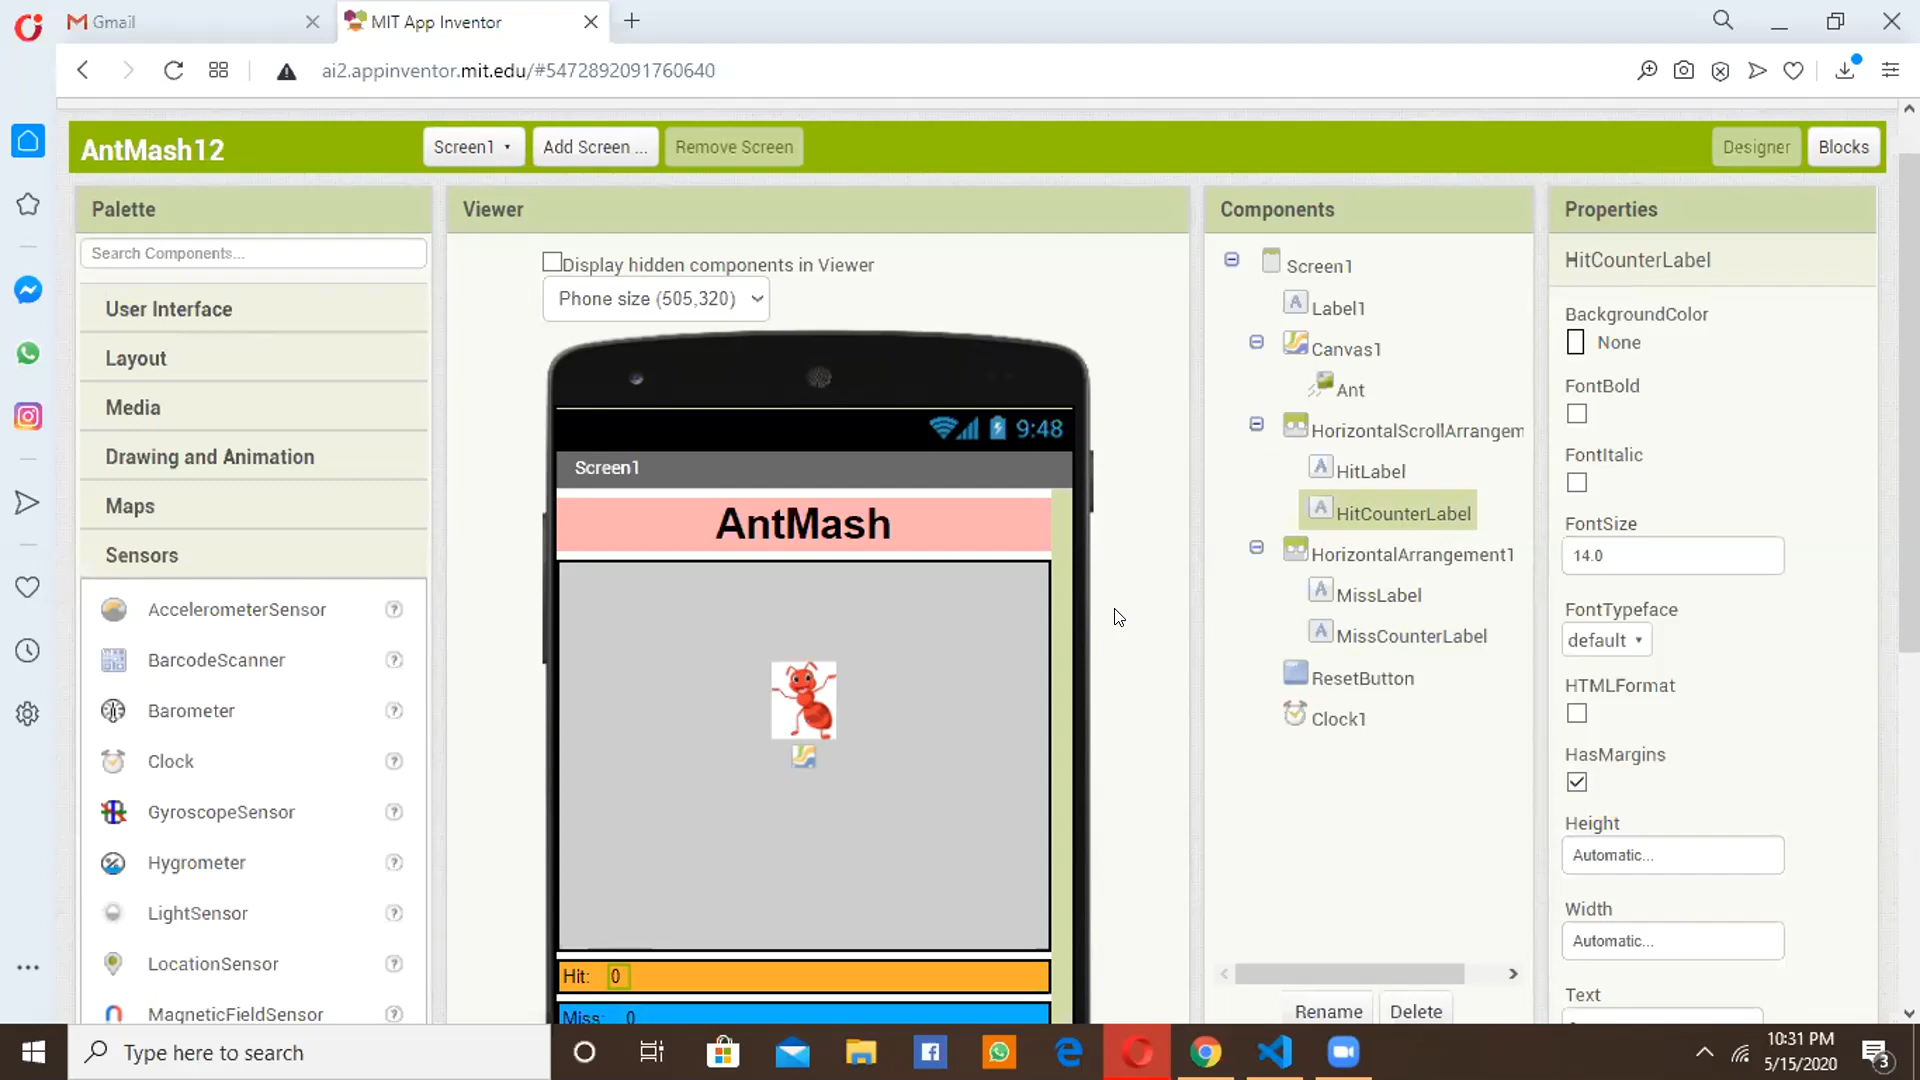 Gmail
MIT App Inventor
ai2.appinventor.mit.edu/#5472892091760640
AntMash12
Screen1
Add Screen ...
Remove Screen
Designer
Blocks
Palette
Search Components...
User Interface
Layout
Media
Drawing and Animation
Maps
Sensors
AccelerometerSensor
BarcodeScanner
Barometer
Clock
GyroscopeSensor
Hygrometer
LightSensor
LocationSensor
MagneticFieldSensor
Viewer
Display hidden components in Viewer
Phone size (505,320)
9:48
Screen1
AntMash
Hit: 0
Miss: 0
Components
Screen1
Label1
Canvas1
Ant
HorizontalScrollArrangem
HitLabel
HitCounterLabel
HorizontalArrangement1
MissLabel
MissCounterLabel
ResetButton
Clock1
Rename
Delete
Properties
HitCounterLabel
BackgroundColor
None
FontBold
FontItalic
FontSize
14.0
FontTypeface
default
HTMLFormat
HasMargins
Height
Automatic...
Width
Automatic...
Text
Type here to search
10:31 PM
5/15/2020
3